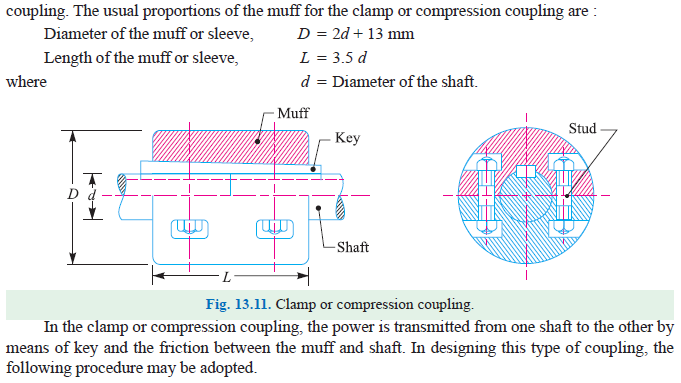 coupling. The usual proportions of the muff for the clamp or compression coupling are :
Diameter of the muff or sleeve, D = 2d + 13 mm
Length of the muff or sleeve, L = 3.5 d
where d = Diameter of the shaft.
Muff
Key
Stud
D d
Shaft
L
Fig. 13.11. Clamp or compression coupling.
In the clamp or compression coupling, the power is transmitted from one shaft to the other by
means of key and the friction between the muff and shaft. In designing this type of coupling, the
following procedure may be adopted.